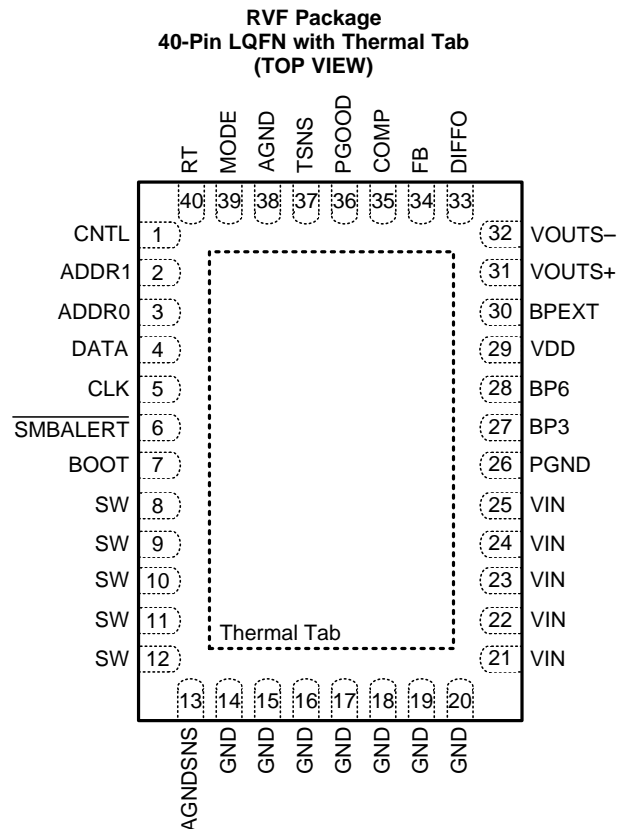 RVF Package
40-Pin LQFN with Thermal Tab
(TOP VIEW)
RT
MODE
AGND
TSNS
PGOOD
COMP
FB
DIFFO
40 39 38 37 36 35 34 33
CNTL 1
32 VOUTS–
ADDR1 2
31 VOUTS+
ADDR0 3
30 BPEXT
DATA 4
29 VDD
CLK 5
28 BP6
SMBALERT 6
27 BP3
BOOT 7
26 PGND
SW 8
25 VIN
SW 9
24 VIN
SW 10
23 VIN
SW 11
22 VIN
SW 12
21 VIN
Thermal Tab
13 14 15 16 17 18 19 20
AGNDSNS
GND
GND
GND
GND
GND
GND
GND